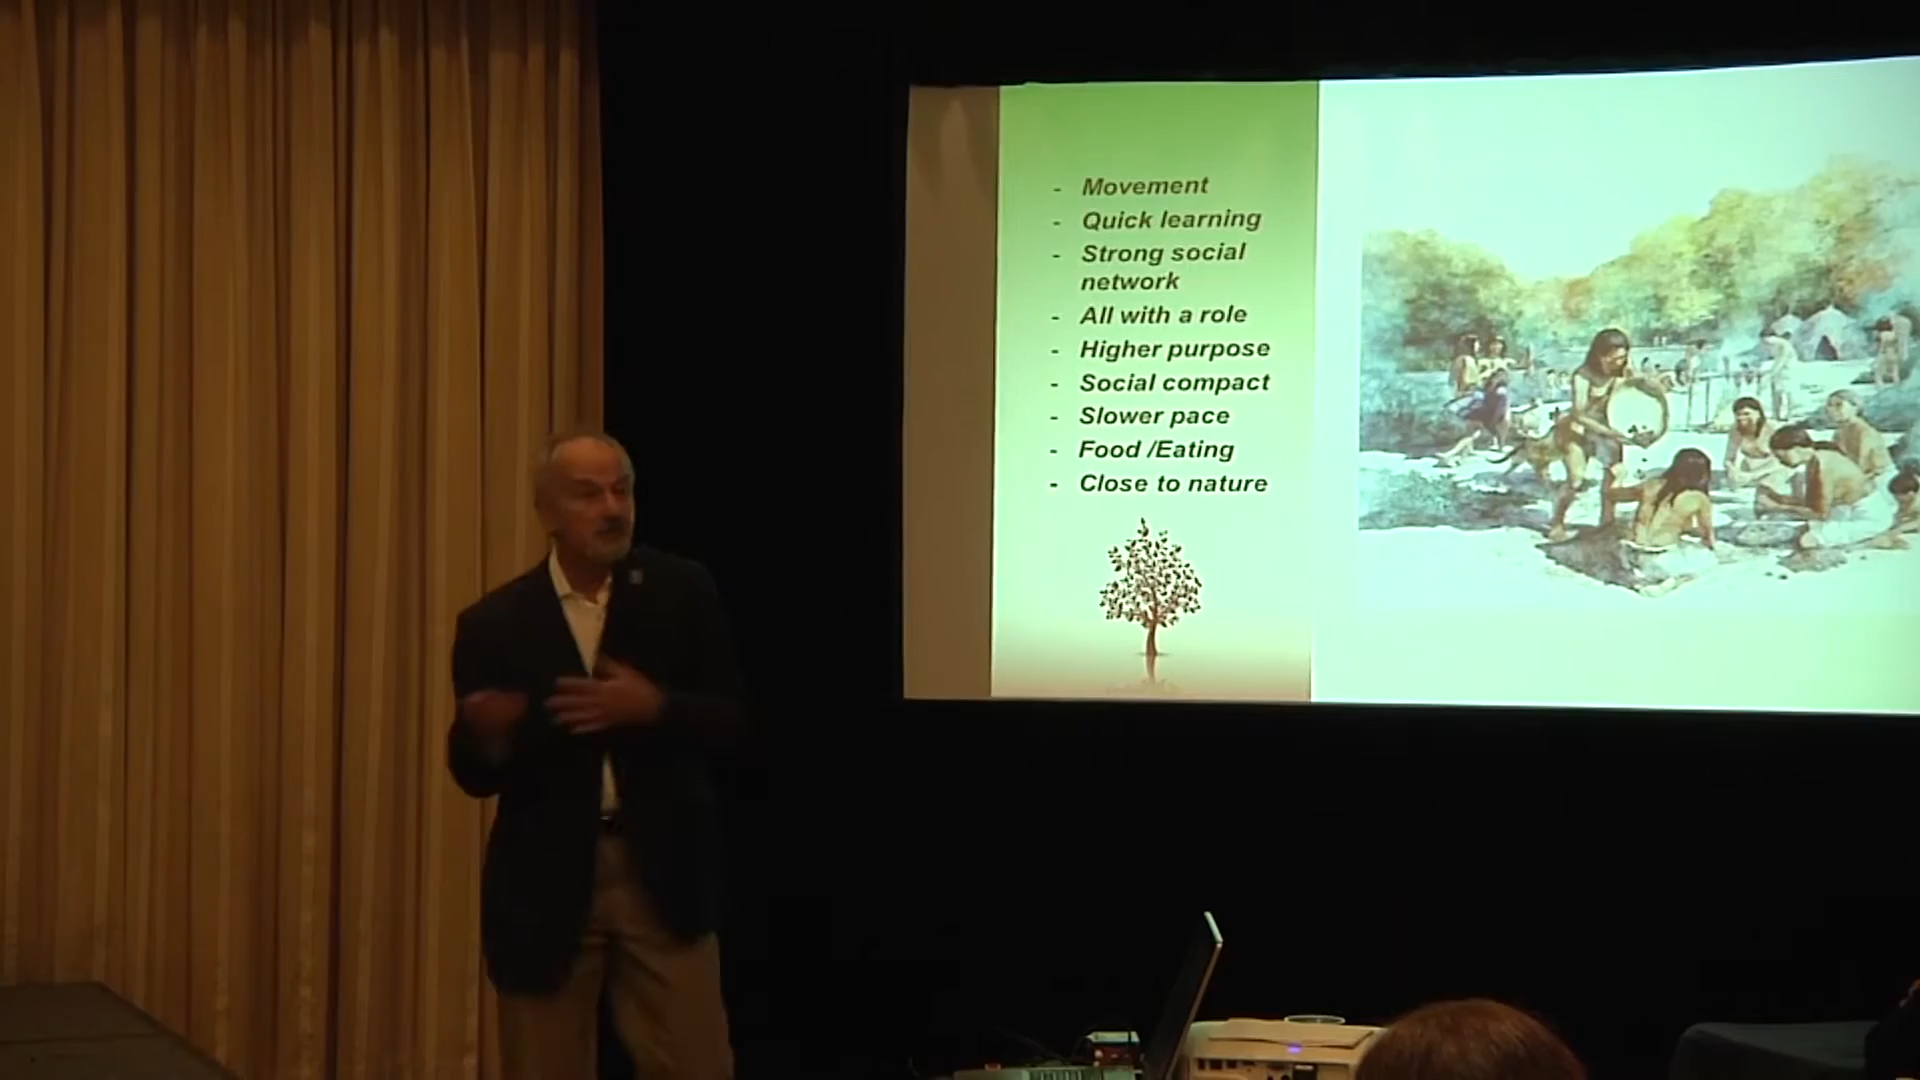 - Movement
- Quick learning
- Strong social
network
- All with a role
- Higher purpose
- Social compact
- Slower pace
- Food /Eating
- Close to nature